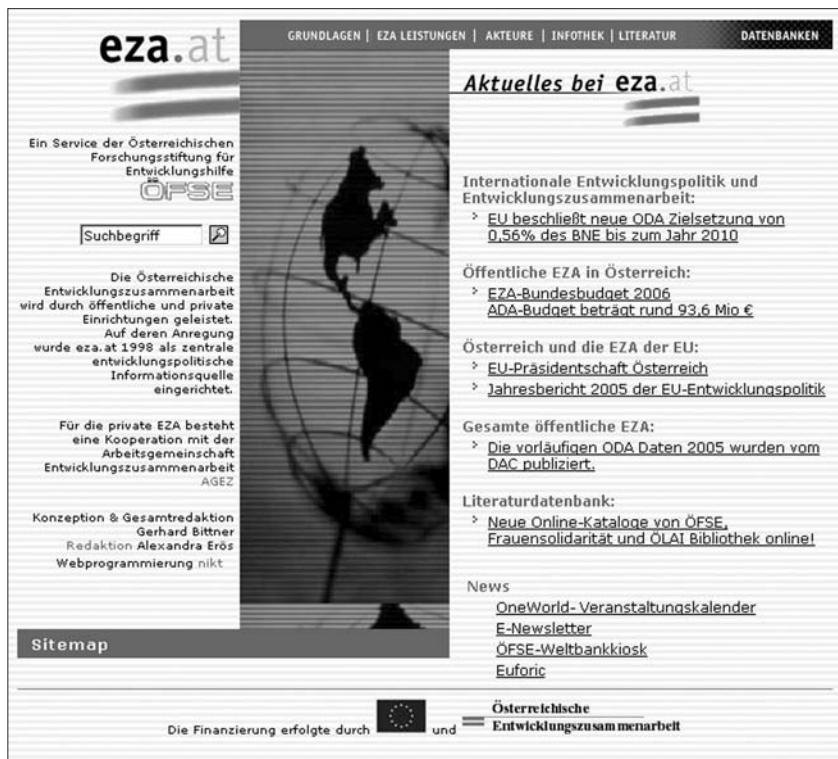 eza.at
GRUNDLAGEN | EZA LEISTUNGEN | AKTEURE | INFOTHEK | LITERATUR DATENBANKEN
Ein Service der Österreichischen
Forschungsstiftung für
Entwicklungshilfe
ÖFSE
Suchbegriff
Die Österreichische
Entwicklungszusammenarbeit
wird durch öffentliche und private
Einrichtungen geleistet.
Auf deren Anregung
wurde eza.at 1998 als zentrale
entwicklungspolitische
Informationsquelle
eingerichtet.
Für die private EZA besteht
eine Kooperation mit der
Arbeitsgemeinschaft
Entwicklungszusammenarbeit
AGEZ
Konzeption & Gesamtredaktion
Gerhard Bittner
Redaktion Alexandra Erös
Webprogrammierung nikt
Sitemap
Aktuelles bei eza.at
Internationale Entwicklungspolitik und
Entwicklungszusammenarbeit:
EU beschließt neue ODA Zielsetzung von
0,56% des BNE bis zum Jahr 2010
Öffentliche EZA in Österreich:
EZA-Bundesbudget 2006
ADA-Budget beträgt rund 93,6 Mio €
Österreich und die EZA der EU:
EU-Präsidentschaft Österreich
Jahresbericht 2005 der EU-Entwicklungspolitik
Gesamte öffentliche EZA:
Die vorläufigen ODA Daten 2005 wurden vom
DAC publiziert.
Literaturdatenbank:
Neue Online-Kataloge von ÖFSE,
Frauensolidarität und ÖLAI Bibliothek online!
News
OneWorld- Veranstaltungskalender
E-Newsletter
ÖFSE-Weltbankkiosk
Euforic
Die Finanzierung erfolgte durch und
Österreichische
Entwicklungszusammenarbeit